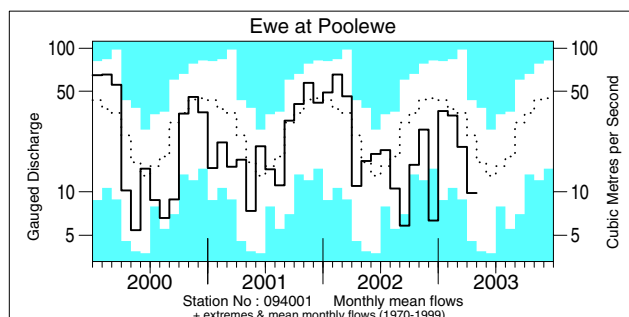 Ewe at Poolewe
100 100
50 50
10 10
5 5
Gauged Discharge
Cubic Metres per Second
2000 2001 2002 2003
Station No : 094001 Monthly mean flows
+ extremes & mean monthly flows (1970-1999)